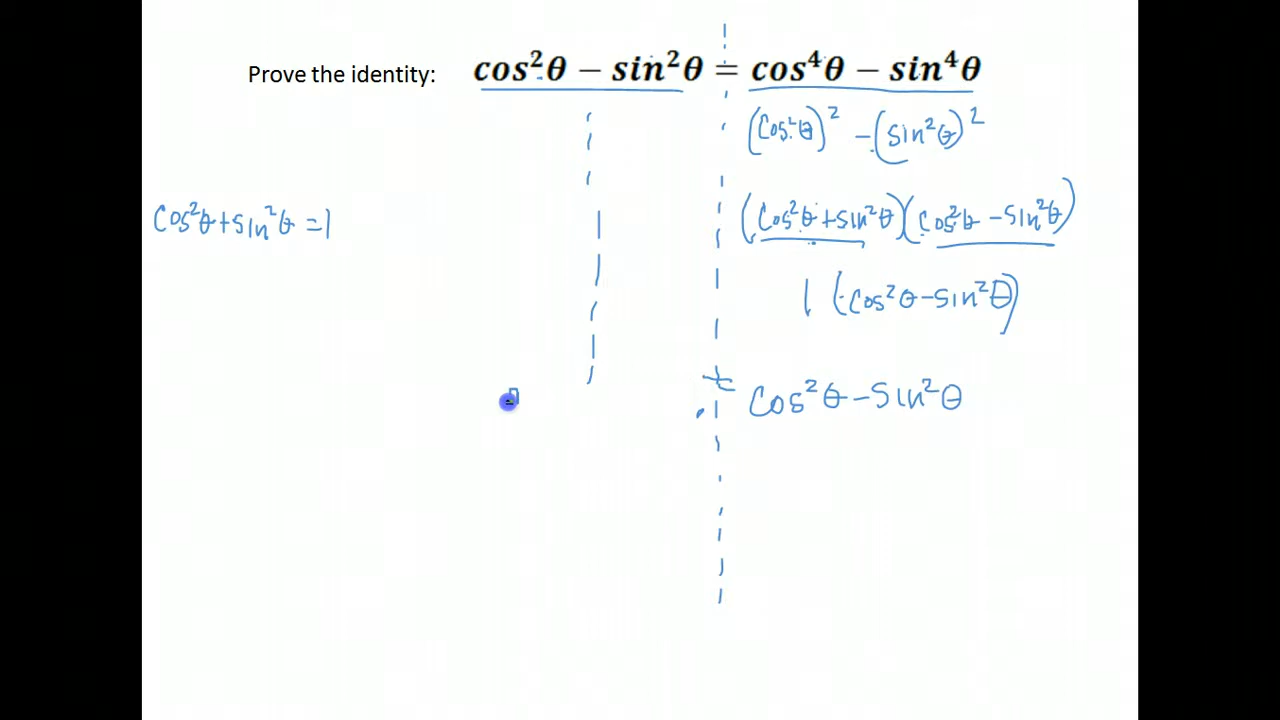 Prove the identity: cos²θ − sin²θ = cos⁴θ − sin⁴θ
(cos²θ)² − (sin²θ)²
cos²θ + sin²θ = 1
(cos²θ + sin²θ)(cos²θ − sin²θ)
1 (cos²θ − sin²θ)
= cos²θ − sin²θ